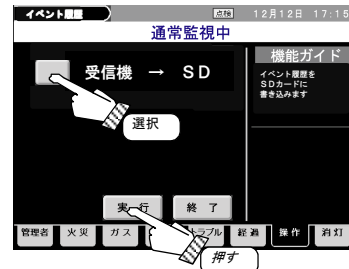 イベント履歴
点検
12月12日 17:15
通常監視中
受信機 → SD
選択
機能ガイド
イベント履歴を
SDカードに
書き込みます
実行
終了
押す
管理者
火災
ガス
トラブル
経過
操作
消灯